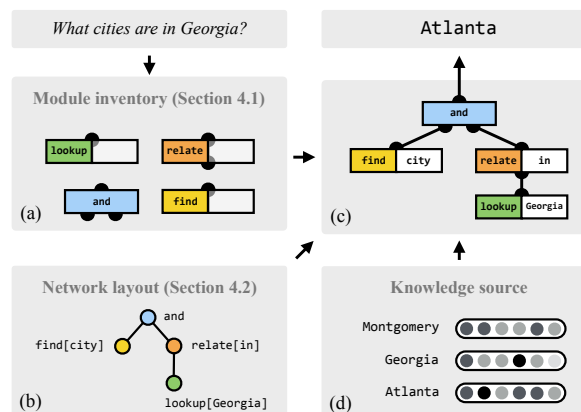 What cities are in Georgia?
Atlanta
Module inventory (Section 4.1)
lookup
relate
and
find
(a)
and
find city
relate in
lookup Georgia
(c)
Network layout (Section 4.2)
and
find[city]
relate[in]
lookup[Georgia]
(b)
Knowledge source
Montgomery
Georgia
Atlanta
(d)